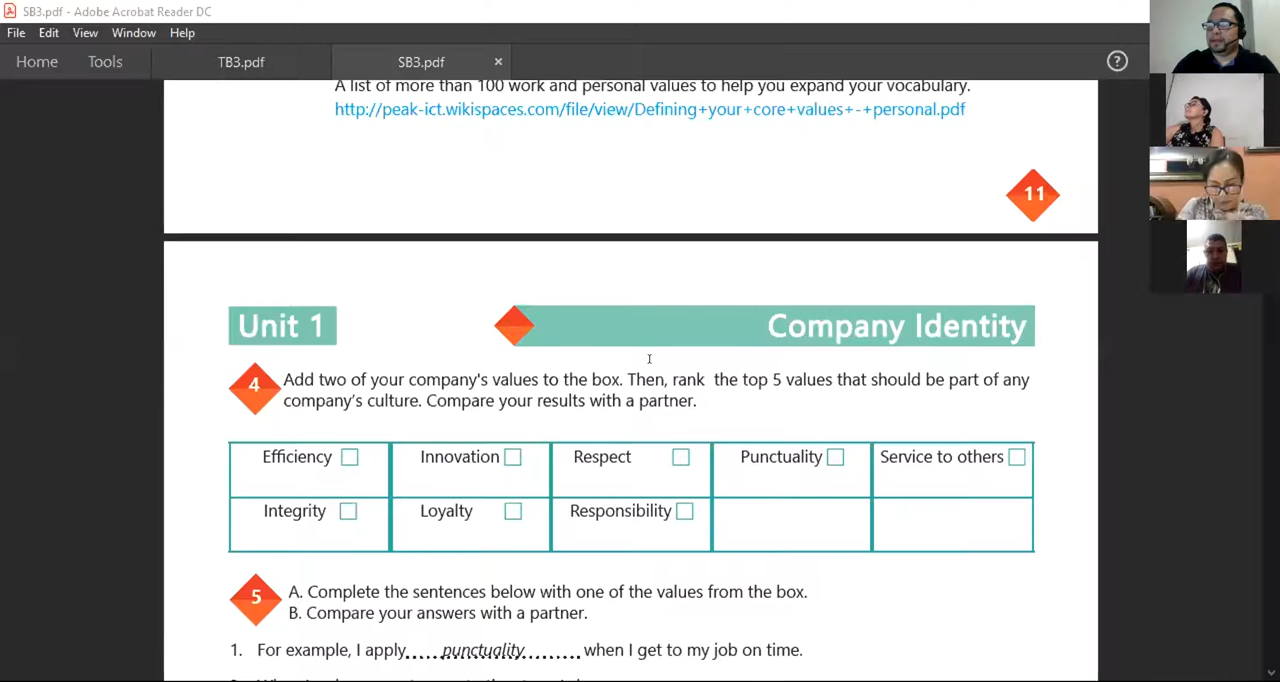 SB3.pdf - Adobe Acrobat Reader DC
File Edit View Window Help
Home Tools TB3.pdf SB3.pdf × ?
A list of more than 100 work and personal values to help you expand your vocabulary.
http://peak-ict.wikispaces.com/file/view/Defining+your+core+values+-+personal.pdf
11
Unit 1 Company Identity
4 Add two of your company's values to the box. Then, rank the top 5 values that should be part of any
company's culture. Compare your results with a partner.
Efficiency Innovation Respect Punctuality Service to others
Integrity Loyalty Responsibility
5 A. Complete the sentences below with one of the values from the box.
B. Compare your answers with a partner.
1. For example, I apply.....punctuality.........when I get to my job on time.